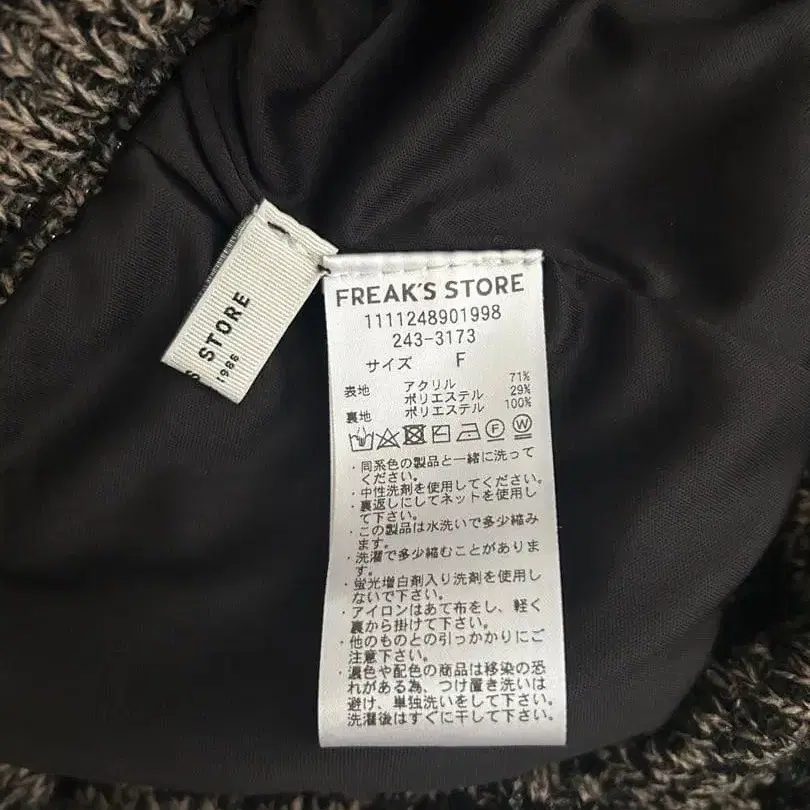 S STORE
1986
FREAK'S STORE
1111248901998
243-3173
サイズ F
表地 アクリル 71%
ポリエステル 29%
裏地 ポリエステル 100%
・同系色の製品と一緒に洗って
ください。
・中性洗剤を使用してください。
・裏返しにしてネットを使用し
て下さい。
・この製品は水洗いで多少縮み
ます。
・洗濯で多少縮むことがありま
す。
・蛍光増白剤入り洗剤を使用し
ないで下さい。
・アイロンはあて布をし、軽く
裏から掛けて下さい。
・他のものとの引っかかりにご
注意下さい。
・濃色や配色の商品は移染の恐
れがある為、つけ置き洗いは
避け、単独洗いをして下さい。
洗濯後はすぐに干して下さい。